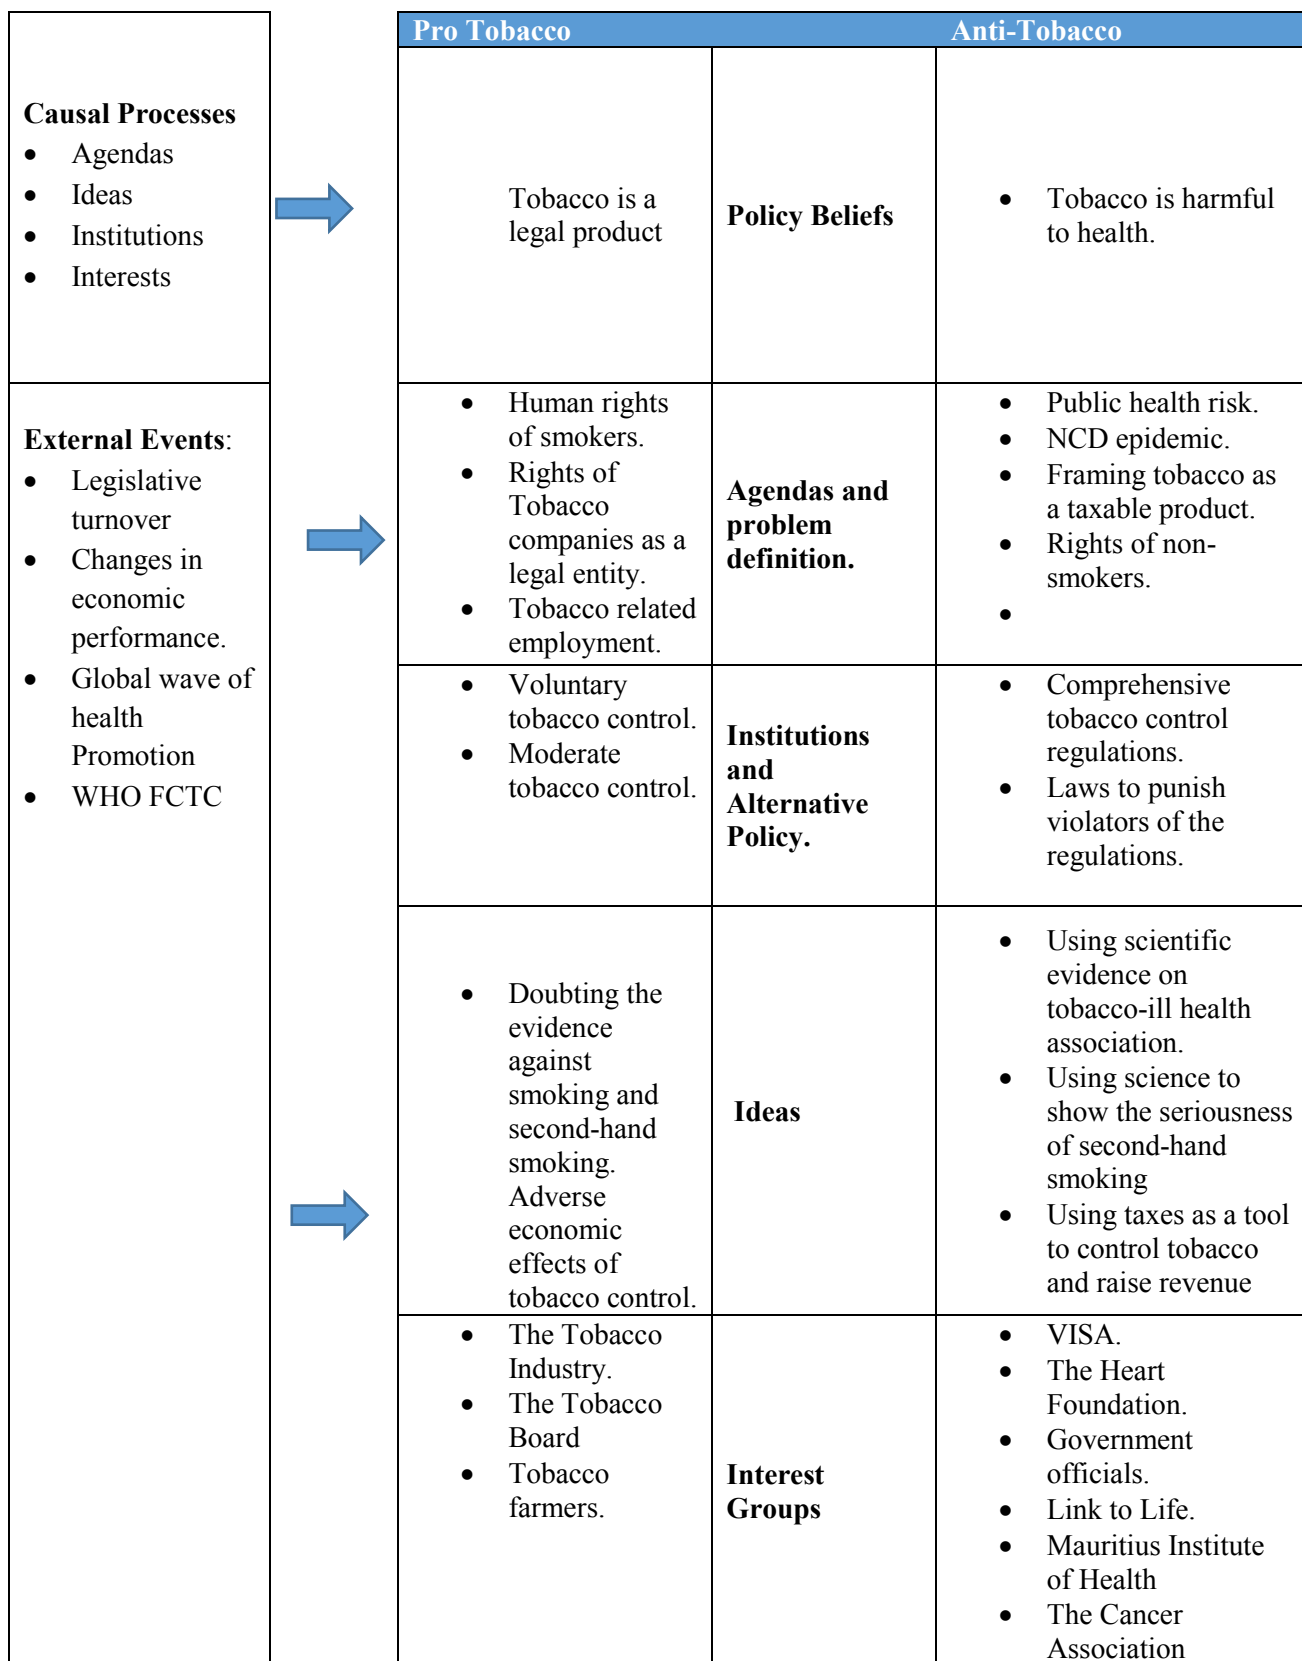 Causal Processes
• Agendas
• Ideas
• Institutions
• Interests
External Events:
• Legislative
turnover
• Changes in
economic
performance.
• Global wave of
health
Promotion
• WHO FCTC
Pro Tobacco
Anti-Tobacco
Tobacco is a
legal product
Policy Beliefs
• Tobacco is harmful
to health.
• Human rights
of smokers.
• Rights of
Tobacco
companies as a
legal entity.
• Tobacco related
employment.
Agendas and
problem
definition.
• Public health risk.
• NCD epidemic.
• Framing tobacco as
a taxable product.
• Rights of non-
smokers.
•
• Voluntary
tobacco control.
• Moderate
tobacco control.
Institutions
and
Alternative
Policy.
• Comprehensive
tobacco control
regulations.
• Laws to punish
violators of the
regulations.
• Doubting the
evidence
against
smoking and
second-hand
smoking.
Adverse
economic
effects of
tobacco control.
Ideas
• Using scientific
evidence on
tobacco-ill health
association.
• Using science to
show the seriousness
of second-hand
smoking
• Using taxes as a tool
to control tobacco
and raise revenue
• The Tobacco
Industry.
• The Tobacco
Board
• Tobacco
farmers.
Interest
Groups
• VISA.
• The Heart
Foundation.
• Government
officials.
• Link to Life.
• Mauritius Institute
of Health
• The Cancer
Association